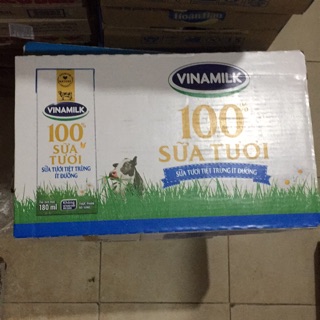 VINAMILK
100%
SỮA TƯƠI
SỮA TƯƠI TIỆT TRÙNG
ÍT ĐƯỜNG
180 ml
VINAMILK
100%
SỮA TƯƠI
SỮA TƯƠI TIỆT TRÙNG ÍT ĐƯỜNG